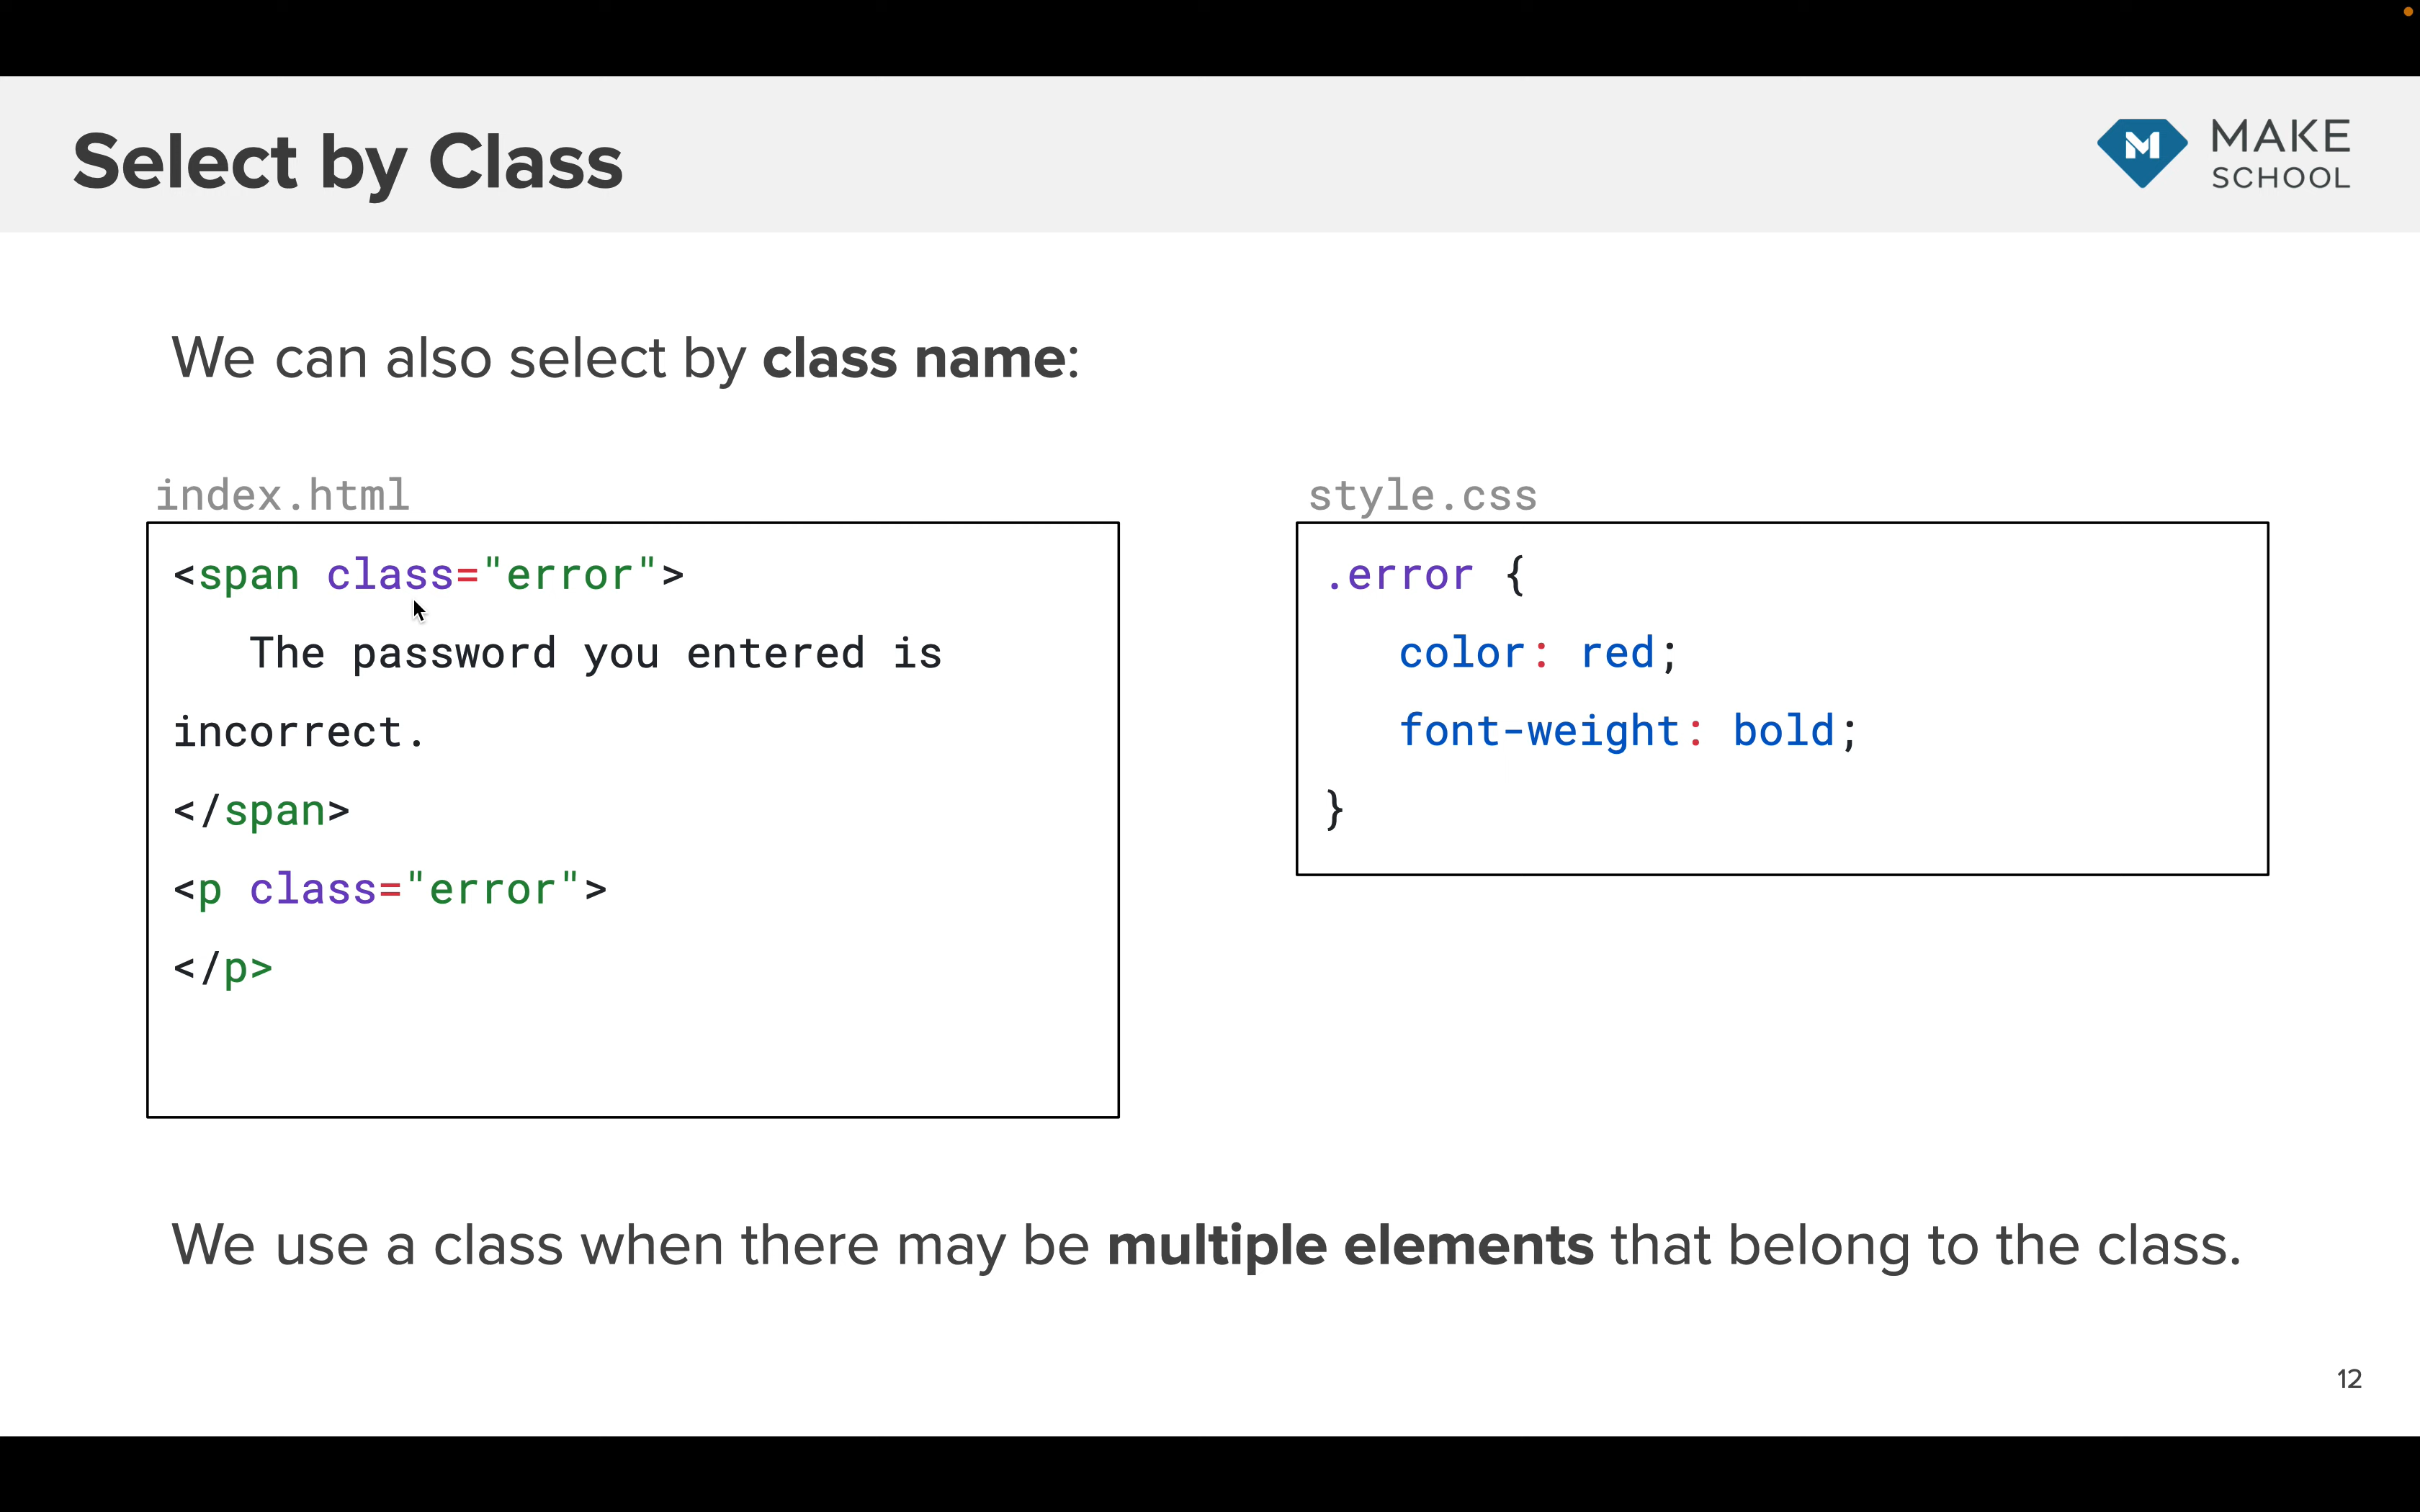 Select by Class
MAKE
SCHOOL
We can also select by class name:
index.html
<span class="error">
The password you entered is
incorrect.
</span>
<p class="error">
</p>
style.css
.error {
color: red;
font-weight: bold;
}
We use a class when there may be multiple elements that belong to the class.
12